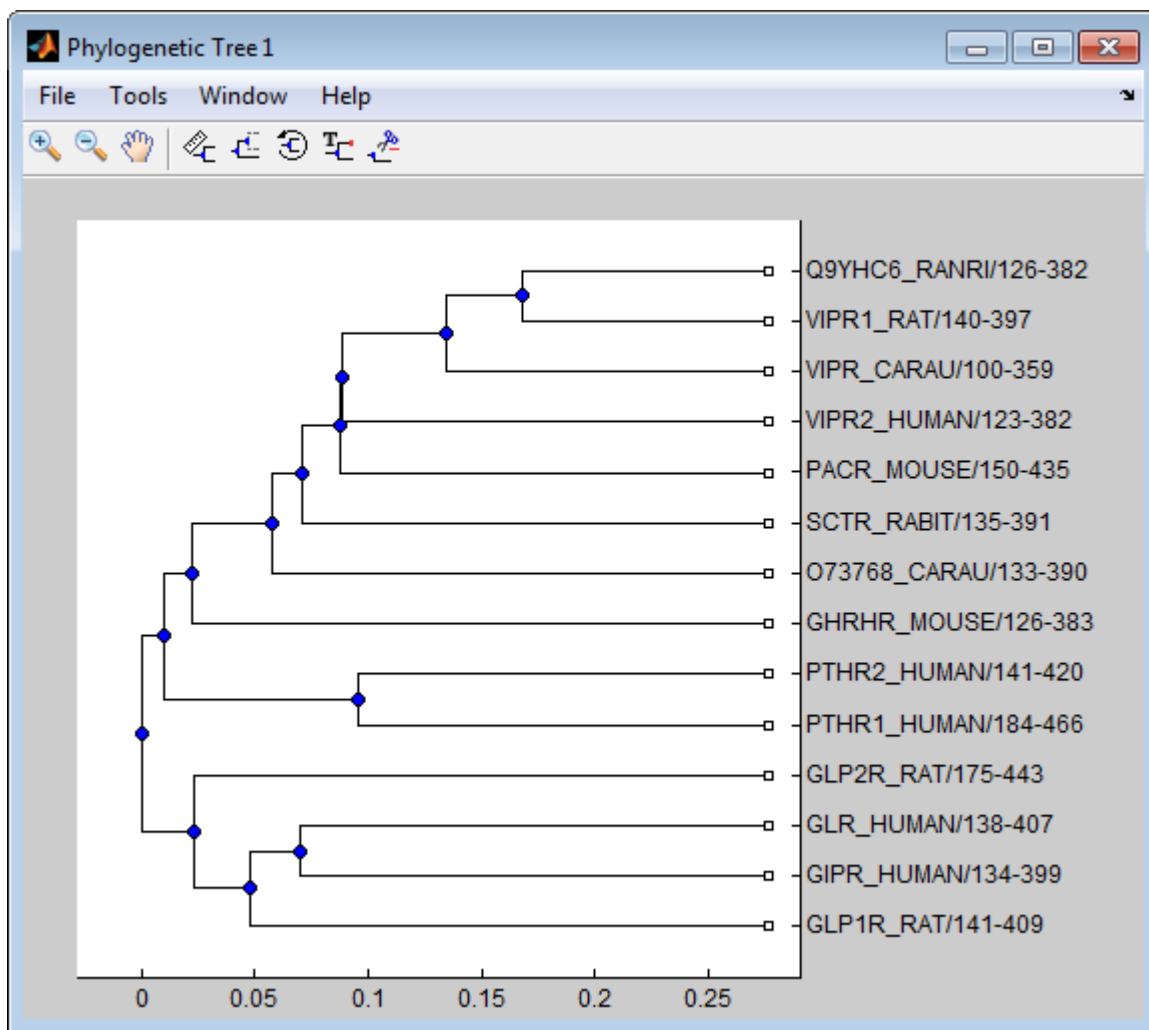 Phylogenetic Tree 1
File Tools Window Help
Q9YHC6_RANRI/126-382
VIPR1_RAT/140-397
VIPR_CARAU/100-359
VIPR2_HUMAN/123-382
PACR_MOUSE/150-435
SCTR_RABIT/135-391
O73768_CARAU/133-390
GHRHR_MOUSE/126-383
PTHR2_HUMAN/141-420
PTHR1_HUMAN/184-466
GLP2R_RAT/175-443
GLR_HUMAN/138-407
GIPR_HUMAN/134-399
GLP1R_RAT/141-409
0 0.05 0.1 0.15 0.2 0.25